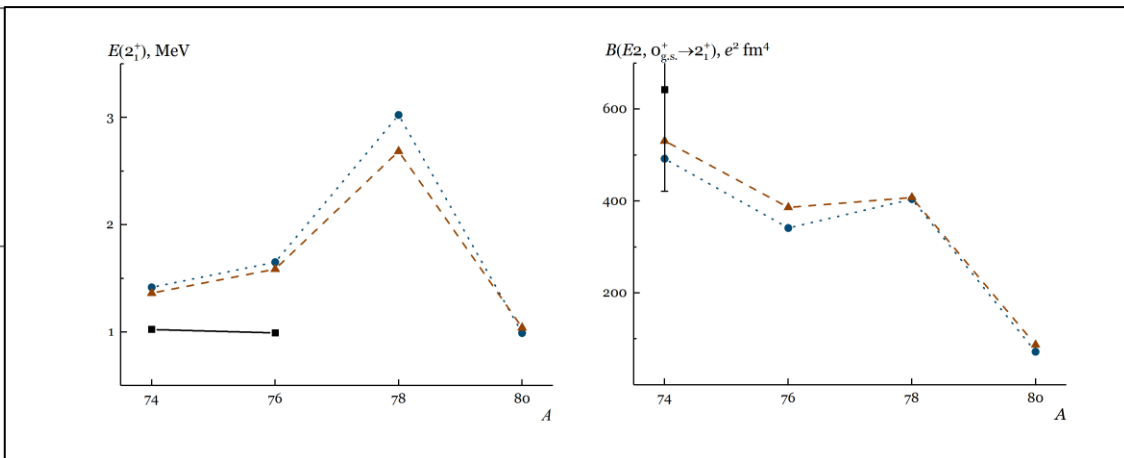 E(2₁⁺), MeV
3
2
1
74 76 78 80
A
B(E2, 0⁺g.s.→2₁⁺), e² fm⁴
600
400
200
74 76 78 80
A